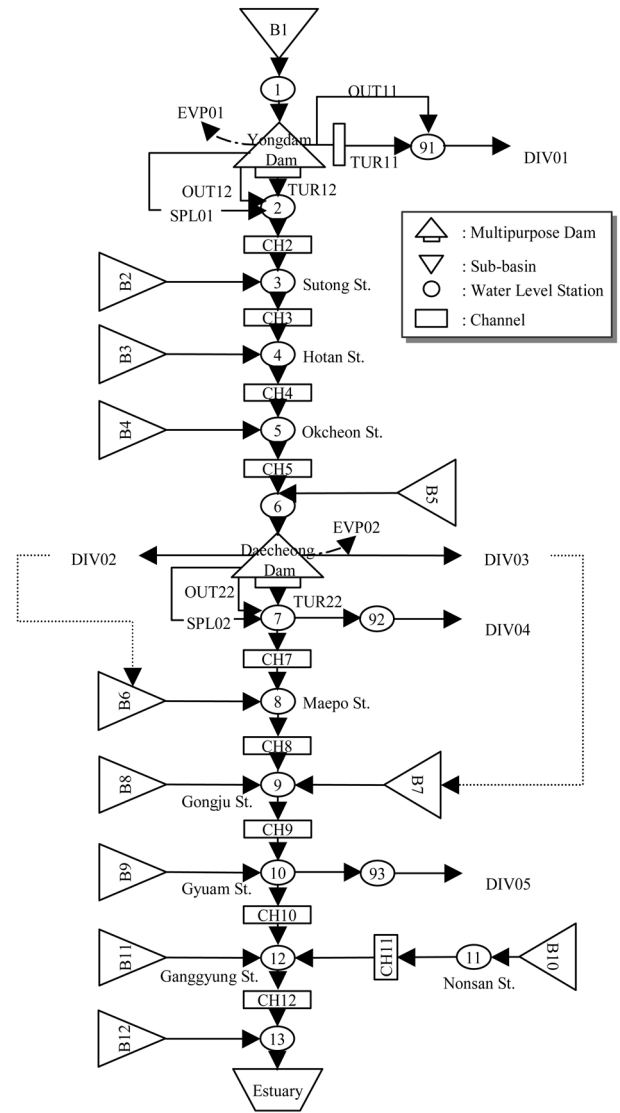 B1
1
OUT11
EVP01
Yongdam
Dam
TUR11
91
DIV01
OUT12
TUR12
SPL01
2
CH2
: Multipurpose Dam
: Sub-basin
: Water Level Station
: Channel
B2
3
Sutong St.
CH3
B3
4
Hotan St.
CH4
B4
5
Okcheon St.
CH5
B5
6
EVP02
Daecheong
Dam
DIV02
DIV03
OUT22
TUR22
SPL02
7
92
DIV04
CH7
B6
8
Maepo St.
CH8
B8
9
B7
Gongju St.
CH9
B9
10
93
Gyuam St.
DIV05
CH10
B11
12
CH11
11
B10
Ganggyung St.
Nonsan St.
CH12
B12
13
Estuary